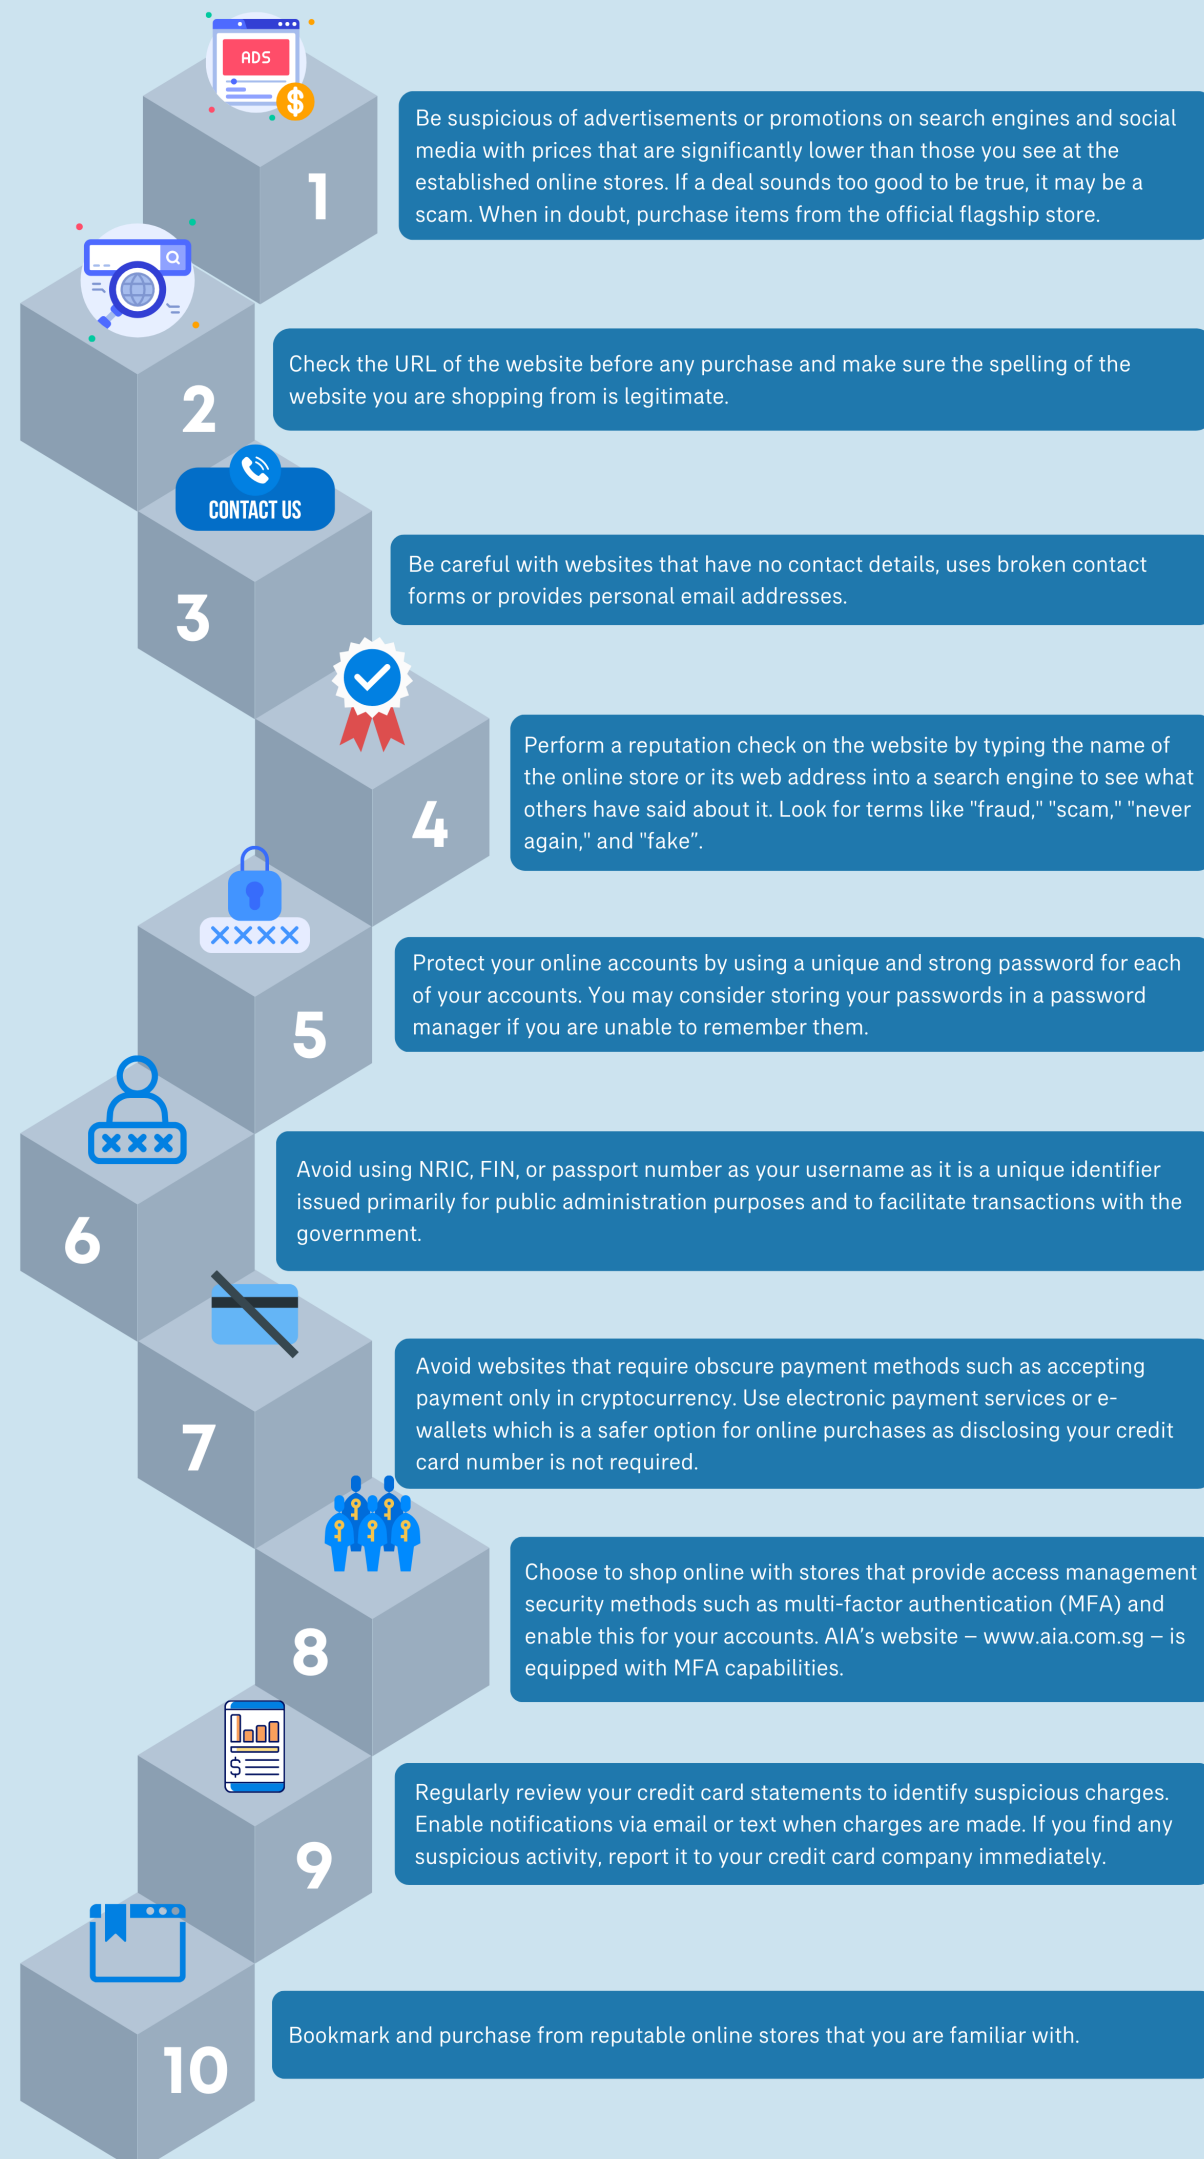 ADS
$
1
Be suspicious of advertisements or promotions on search engines and social
media with prices that are significantly lower than those you see at the
established online stores. If a deal sounds too good to be true, it may be a
scam. When in doubt, purchase items from the official flagship store.
2
Check the URL of the website before any purchase and make sure the spelling of the
website you are shopping from is legitimate.
CONTACT US
3
Be careful with websites that have no contact details, uses broken contact
forms or provides personal email addresses.
4
Perform a reputation check on the website by typing the name of
the online store or its web address into a search engine to see what
others have said about it. Look for terms like "fraud," "scam," "never
again," and "fake”.
5
Protect your online accounts by using a unique and strong password for each
of your accounts. You may consider storing your passwords in a password
manager if you are unable to remember them.
6
Avoid using NRIC, FIN, or passport number as your username as it is a unique identifier
issued primarily for public administration purposes and to facilitate transactions with the
government.
7
Avoid websites that require obscure payment methods such as accepting
payment only in cryptocurrency. Use electronic payment services or e-
wallets which is a safer option for online purchases as disclosing your credit
card number is not required.
8
Choose to shop online with stores that provide access management
security methods such as multi-factor authentication (MFA) and
enable this for your accounts. AIA’s website – www.aia.com.sg – is
equipped with MFA capabilities.
$
9
Regularly review your credit card statements to identify suspicious charges.
Enable notifications via email or text when charges are made. If you find any
suspicious activity, report it to your credit card company immediately.
10
Bookmark and purchase from reputable online stores that you are familiar with.